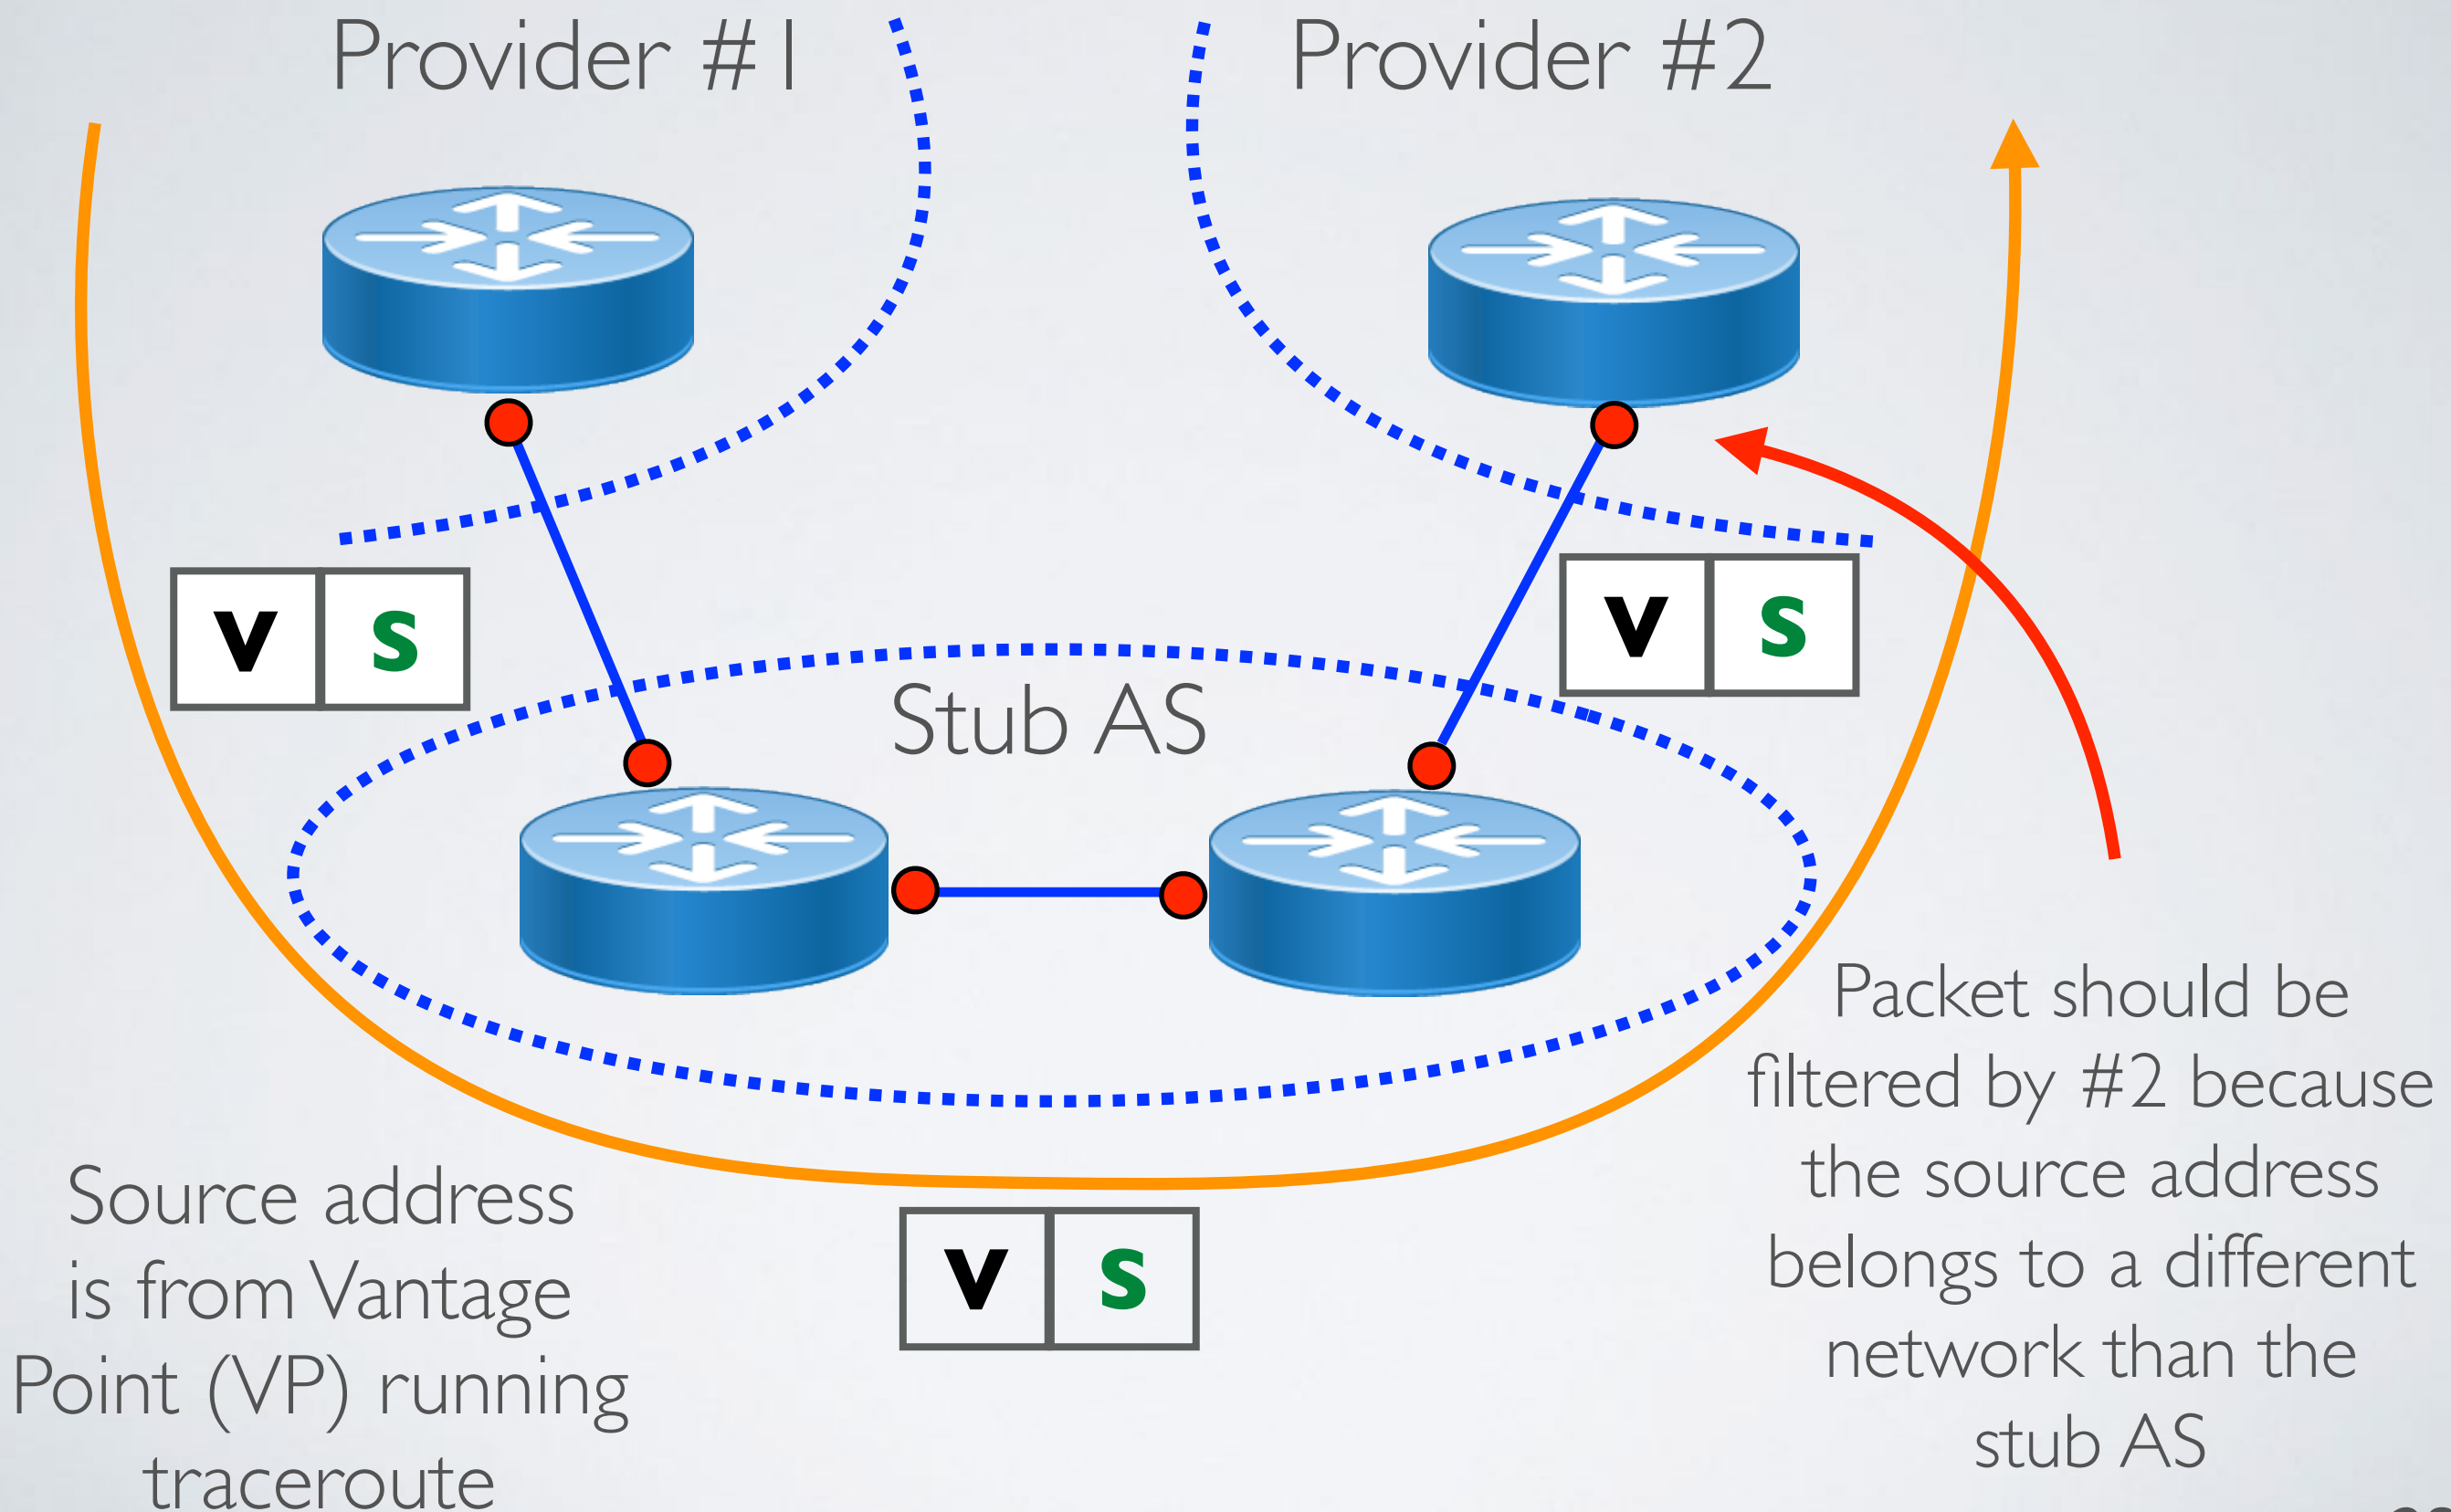 Provider #1
Provider #2
V S
V S
Stub AS
Packet should be
filtered by #2 because
the source address
belongs to a different
network than the
stub AS
Source address
is from Vantage
Point (VP) running
traceroute
V S